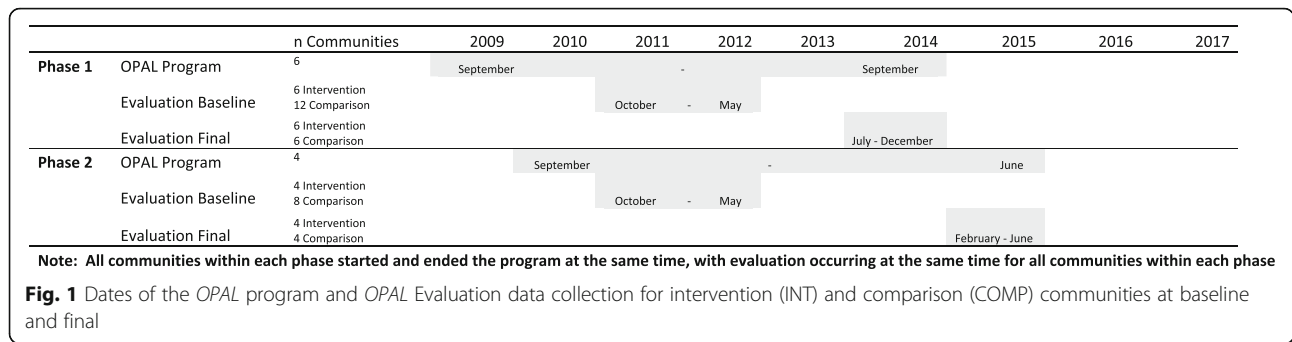 n Communities 2009 2010 2011 2012 2013 2014 2015 2016 2017
Phase 1 OPAL Program 6 September - September
6 Intervention
Evaluation Baseline 12 Comparison October - May
6 Intervention
Evaluation Final 6 Comparison July - December
Phase 2 OPAL Program 4 September - June
4 Intervention
Evaluation Baseline 8 Comparison October - May
4 Intervention
Evaluation Final 4 Comparison February - June
Note: All communities within each phase started and ended the program at the same time, with evaluation occurring at the same time for all communities within each phase
Fig. 1 Dates of the OPAL program and OPAL Evaluation data collection for intervention (INT) and comparison (COMP) communities at baseline
and final